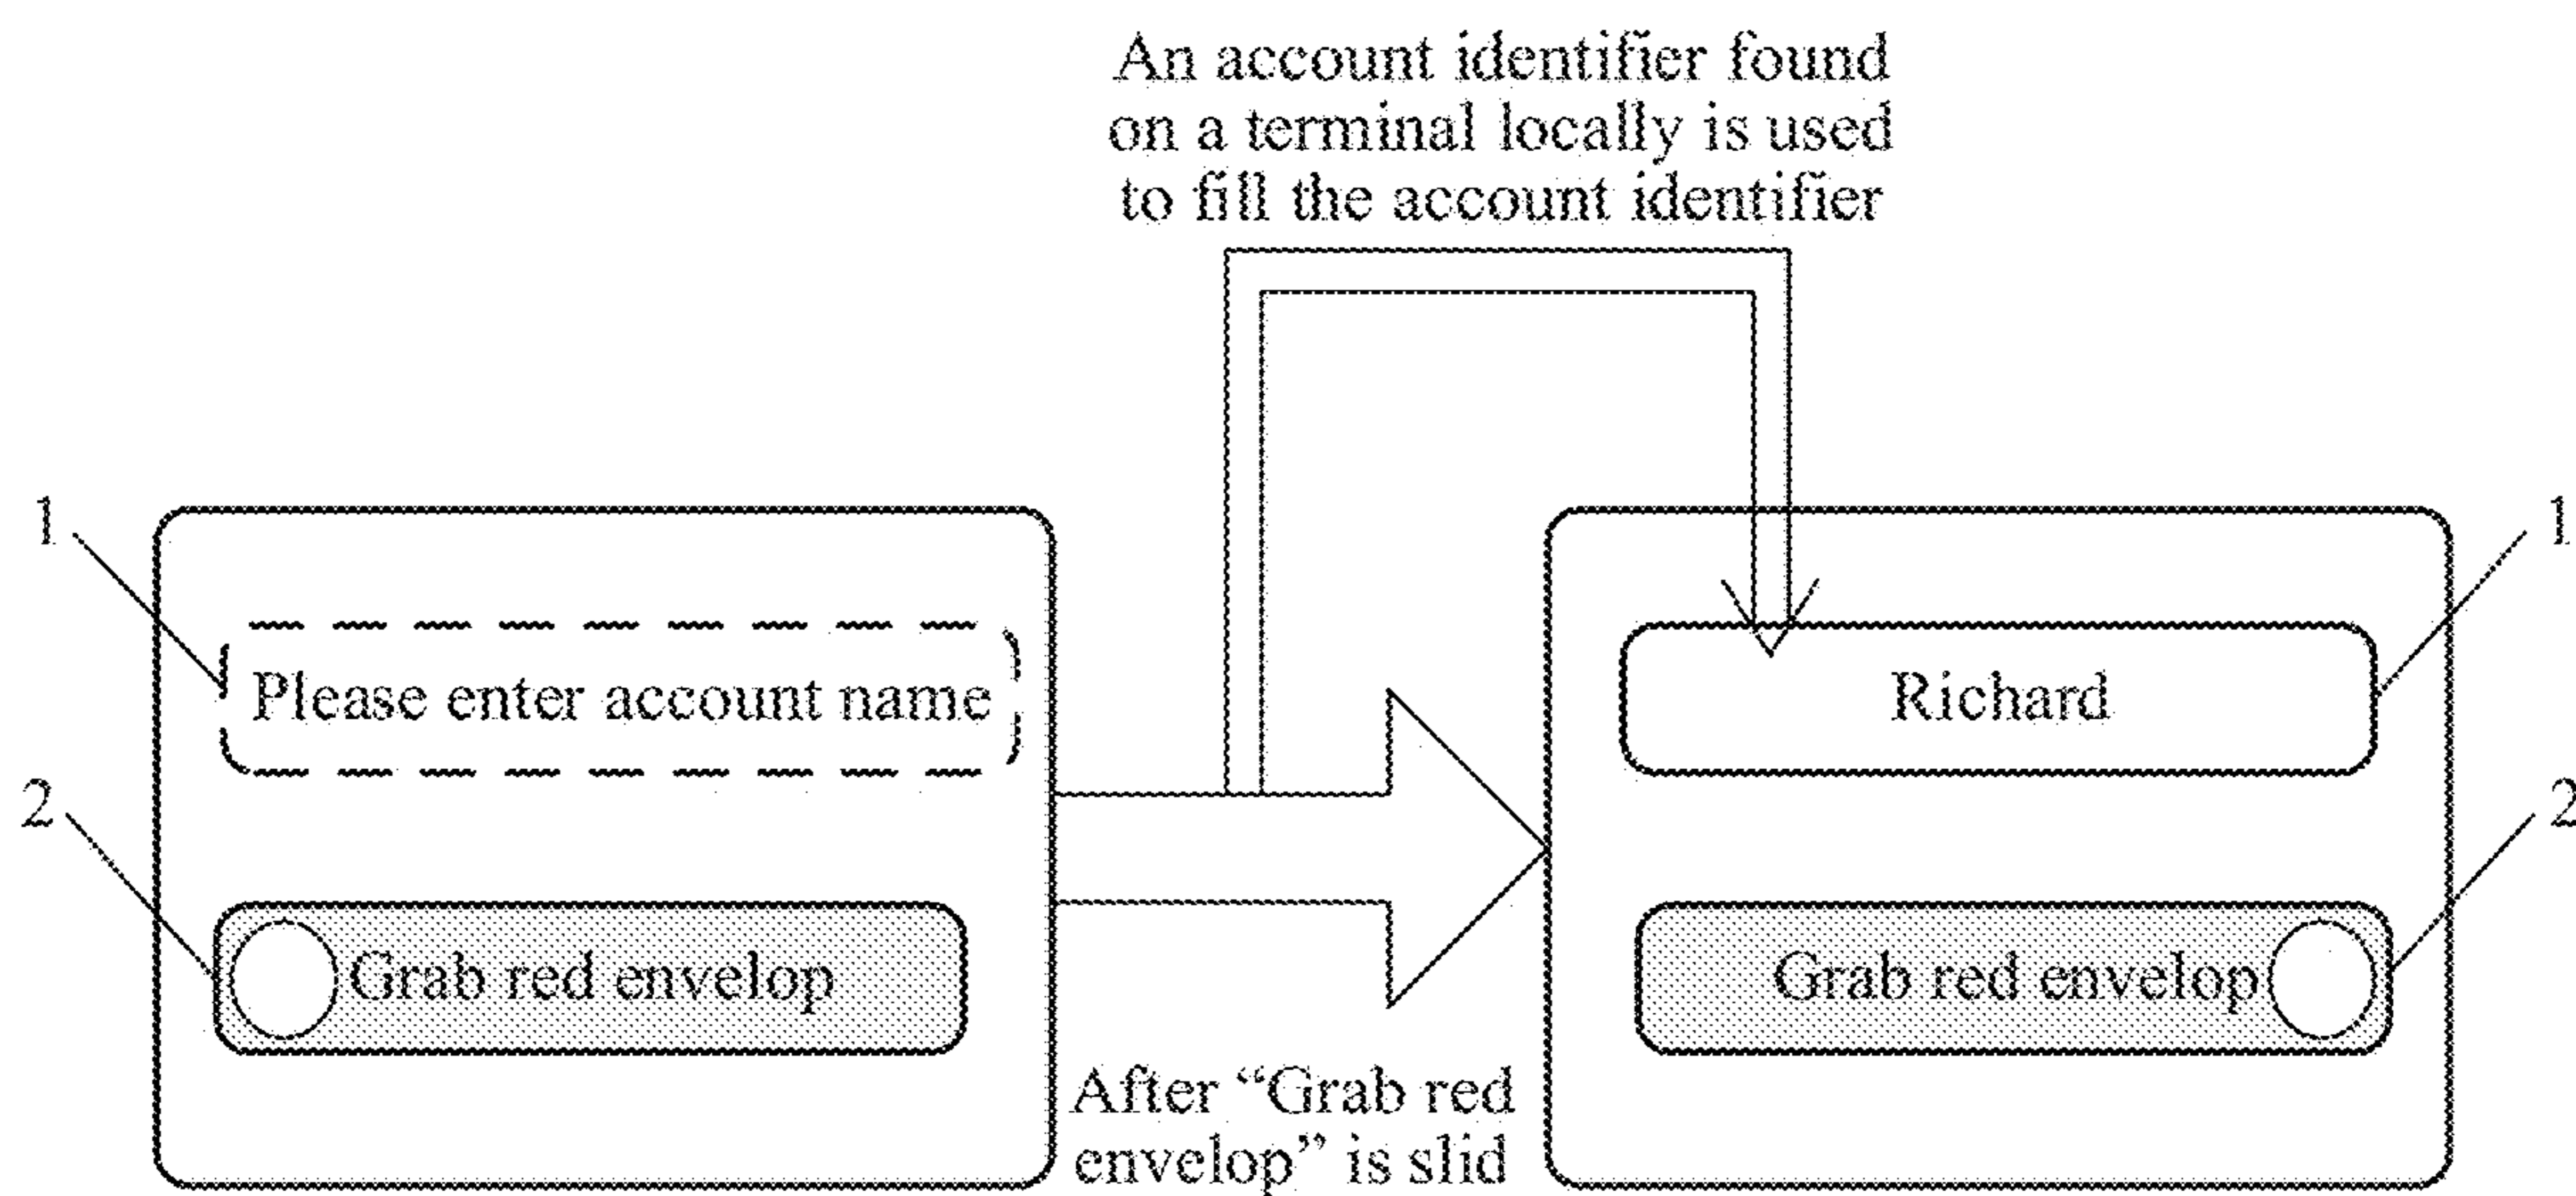 An account identifier found
on a terminal locally is used
to fill the account identifier
1
1
Please enter account name
Richard
2
2
Grab red envelop
Grab red envelop
After “Grab red
envelop” is slid